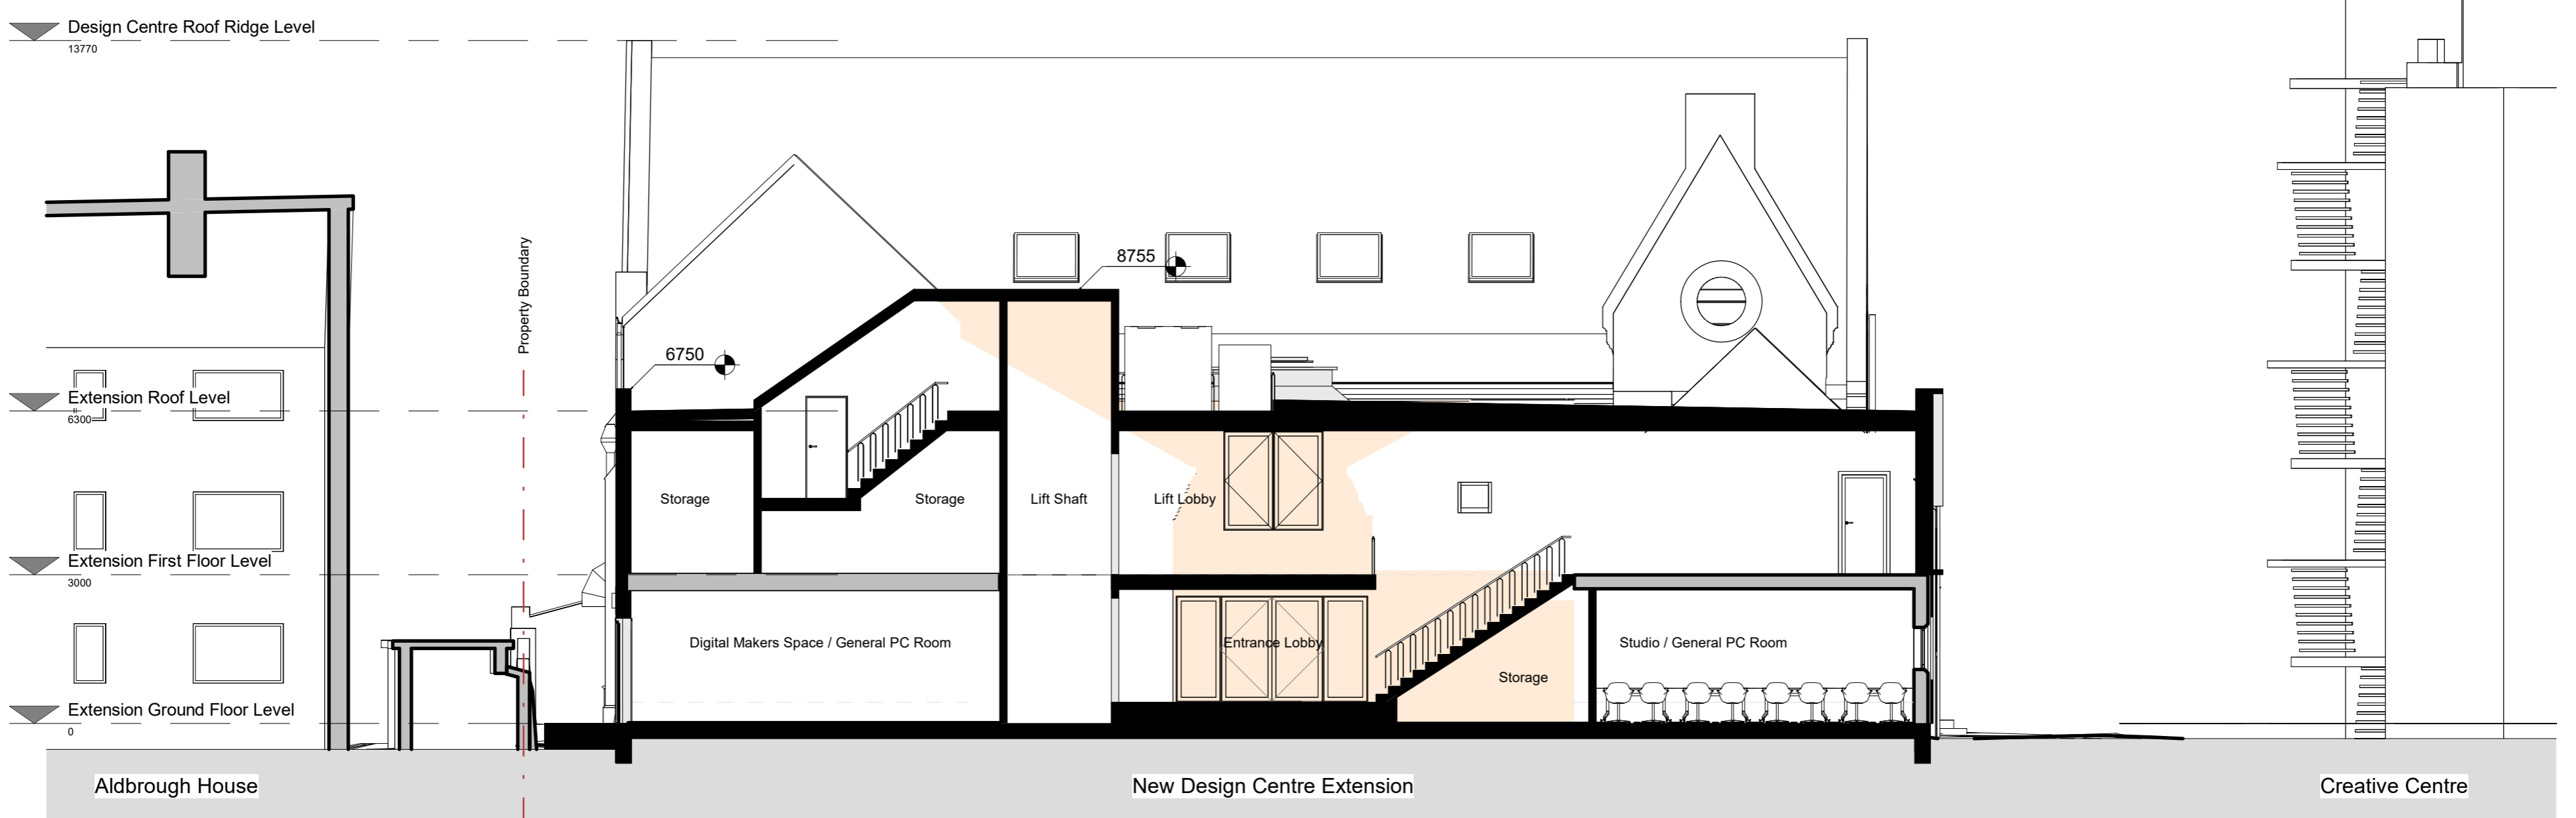 Design Centre Roof Ridge Level
13770
Property Boundary
8755
6750
Extension Roof Level
6300
Storage
Storage
Lift Shaft
Lift Lobby
Extension First Floor Level
3000
Digital Makers Space / General PC Room
Entrance Lobby
Studio / General PC Room
Storage
Extension Ground Floor Level
0
Aldbrough House
New Design Centre Extension
Creative Centre